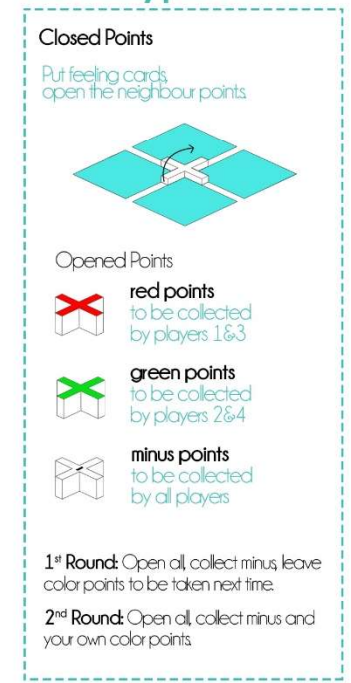 Closed Points
Put feeling cards,
open the neighbour points.
Opened Points
red points
to be collected
by players 1&3
green points
to be collected
by players 2&4
minus points
to be collected
by all players
1st Round: Open all, collect minus, leave
color points to be taken next time.
2nd Round: Open all, collect minus and
your own color points.